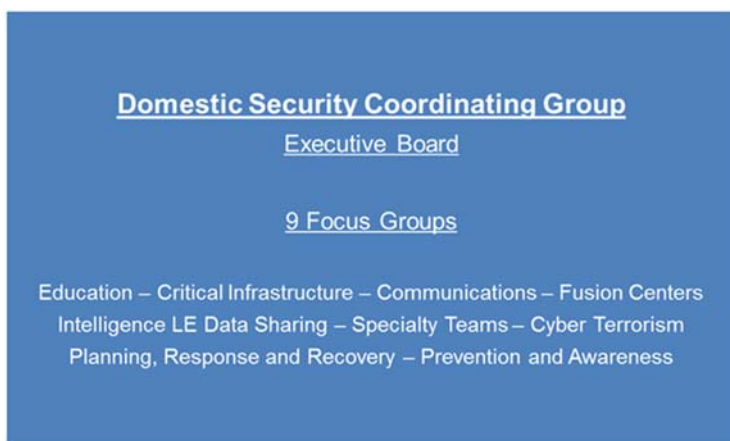 Domestic Security Coordinating Group
Executive Board
9 Focus Groups
Education – Critical Infrastructure – Communications – Fusion Centers
Intelligence LE Data Sharing – Specialty Teams – Cyber Terrorism
Planning, Response and Recovery – Prevention and Awareness